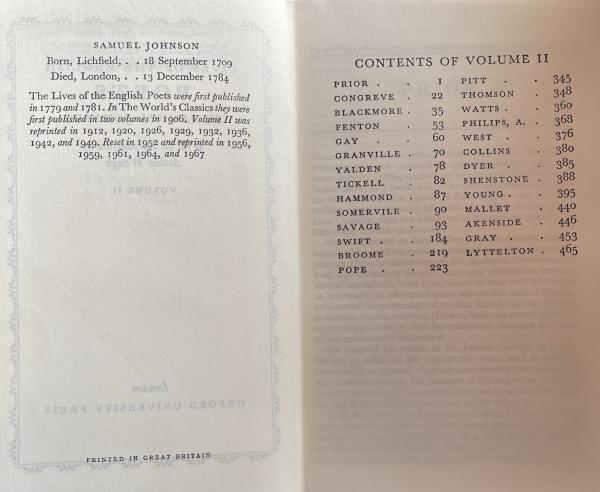 SAMUEL JOHNSON
Born, Lichfield, . . 18 September 1709
Died, London, . . 13 December 1784
The Lives of the English Poets were first published
in 1779 and 1781. In The World's Classics they were
first published in two volumes in 1906. Volume II was
reprinted in 1912, 1920, 1926, 1929, 1932, 1936,
1942, and 1949. Reset in 1952 and reprinted in 1956,
1959, 1961, 1964, and 1967
VOLUME II
London
OXFORD UNIVERSITY PRESS
PRINTED IN GREAT BRITAIN
CONTENTS OF VOLUME II
PRIOR . . 1
CONGREVE . 22
BLACKMORE . 35
FENTON . 53
GAY . . 60
GRANVILLE . 70
YALDEN . 78
TICKELL . 82
HAMMOND . 87
SOMERVILE . 90
SAVAGE . 93
SWIFT . . 184
BROOME . 219
POPE . . 223
PITT . . 345
THOMSON . 348
WATTS . . 360
PHILIPS, A. . 368
WEST . . 376
COLLINS . 380
DYER . . 385
SHENSTONE . 388
YOUNG . . 395
MALLET . 440
AKENSIDE . 446
GRAY . . 453
LYTTELTON . 465